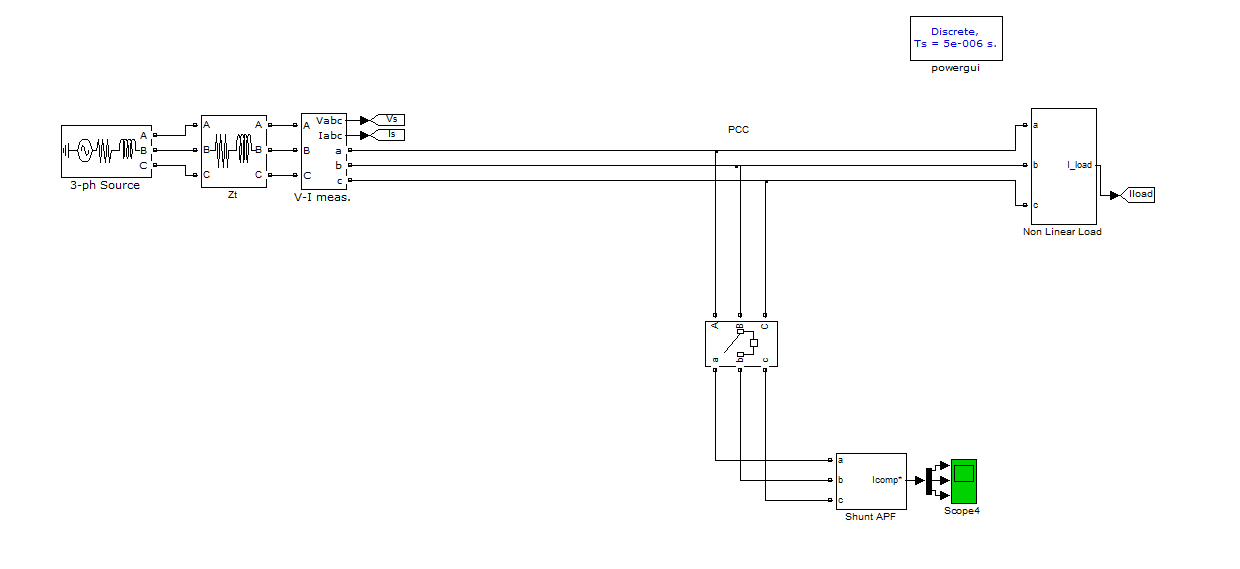 Discrete,
Ts = 5e-006 s.
powergui
A
B
C
3-ph Source
A A
B B
C C
Zt
A
B
C
Vabc
Iabc
a
b
c
V-I meas.
Vs
Is
PCC
a
b
c
I_load
Non Linear Load
Iload
A B C
a b c
a
b
c
Icomp*
Shunt APF
Scope4